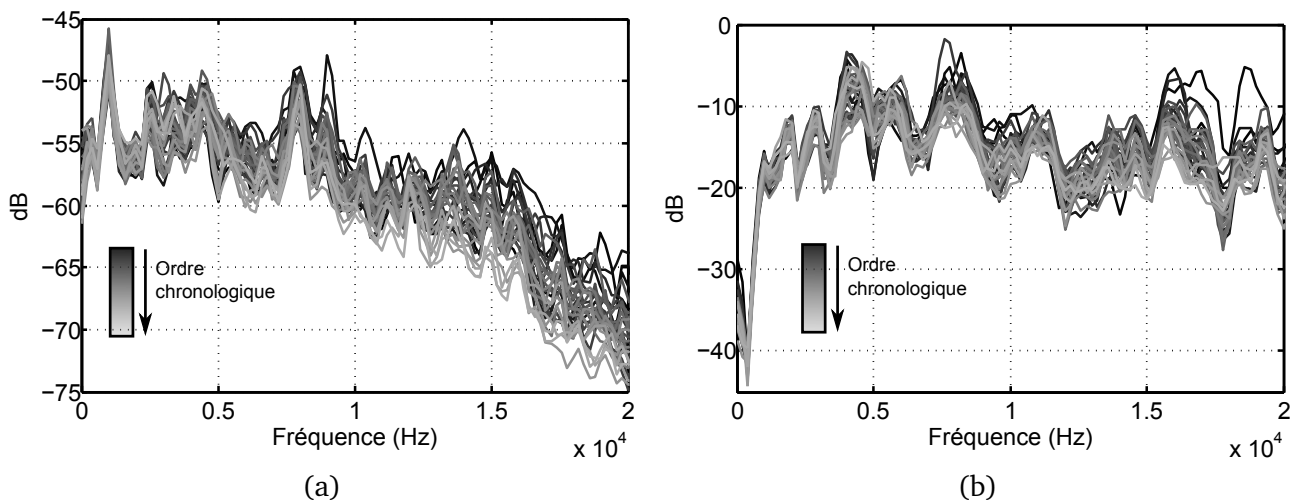 −45
−50
−55
−60
−65
−70
−75
dB
Ordre
chronologique
0
0.5
1
1.5
2
Fréquence (Hz)
x 10^4
(a)
0
−10
−20
−30
−40
dB
Ordre
chronologique
0
0.5
1
1.5
2
Fréquence (Hz)
x 10^4
(b)